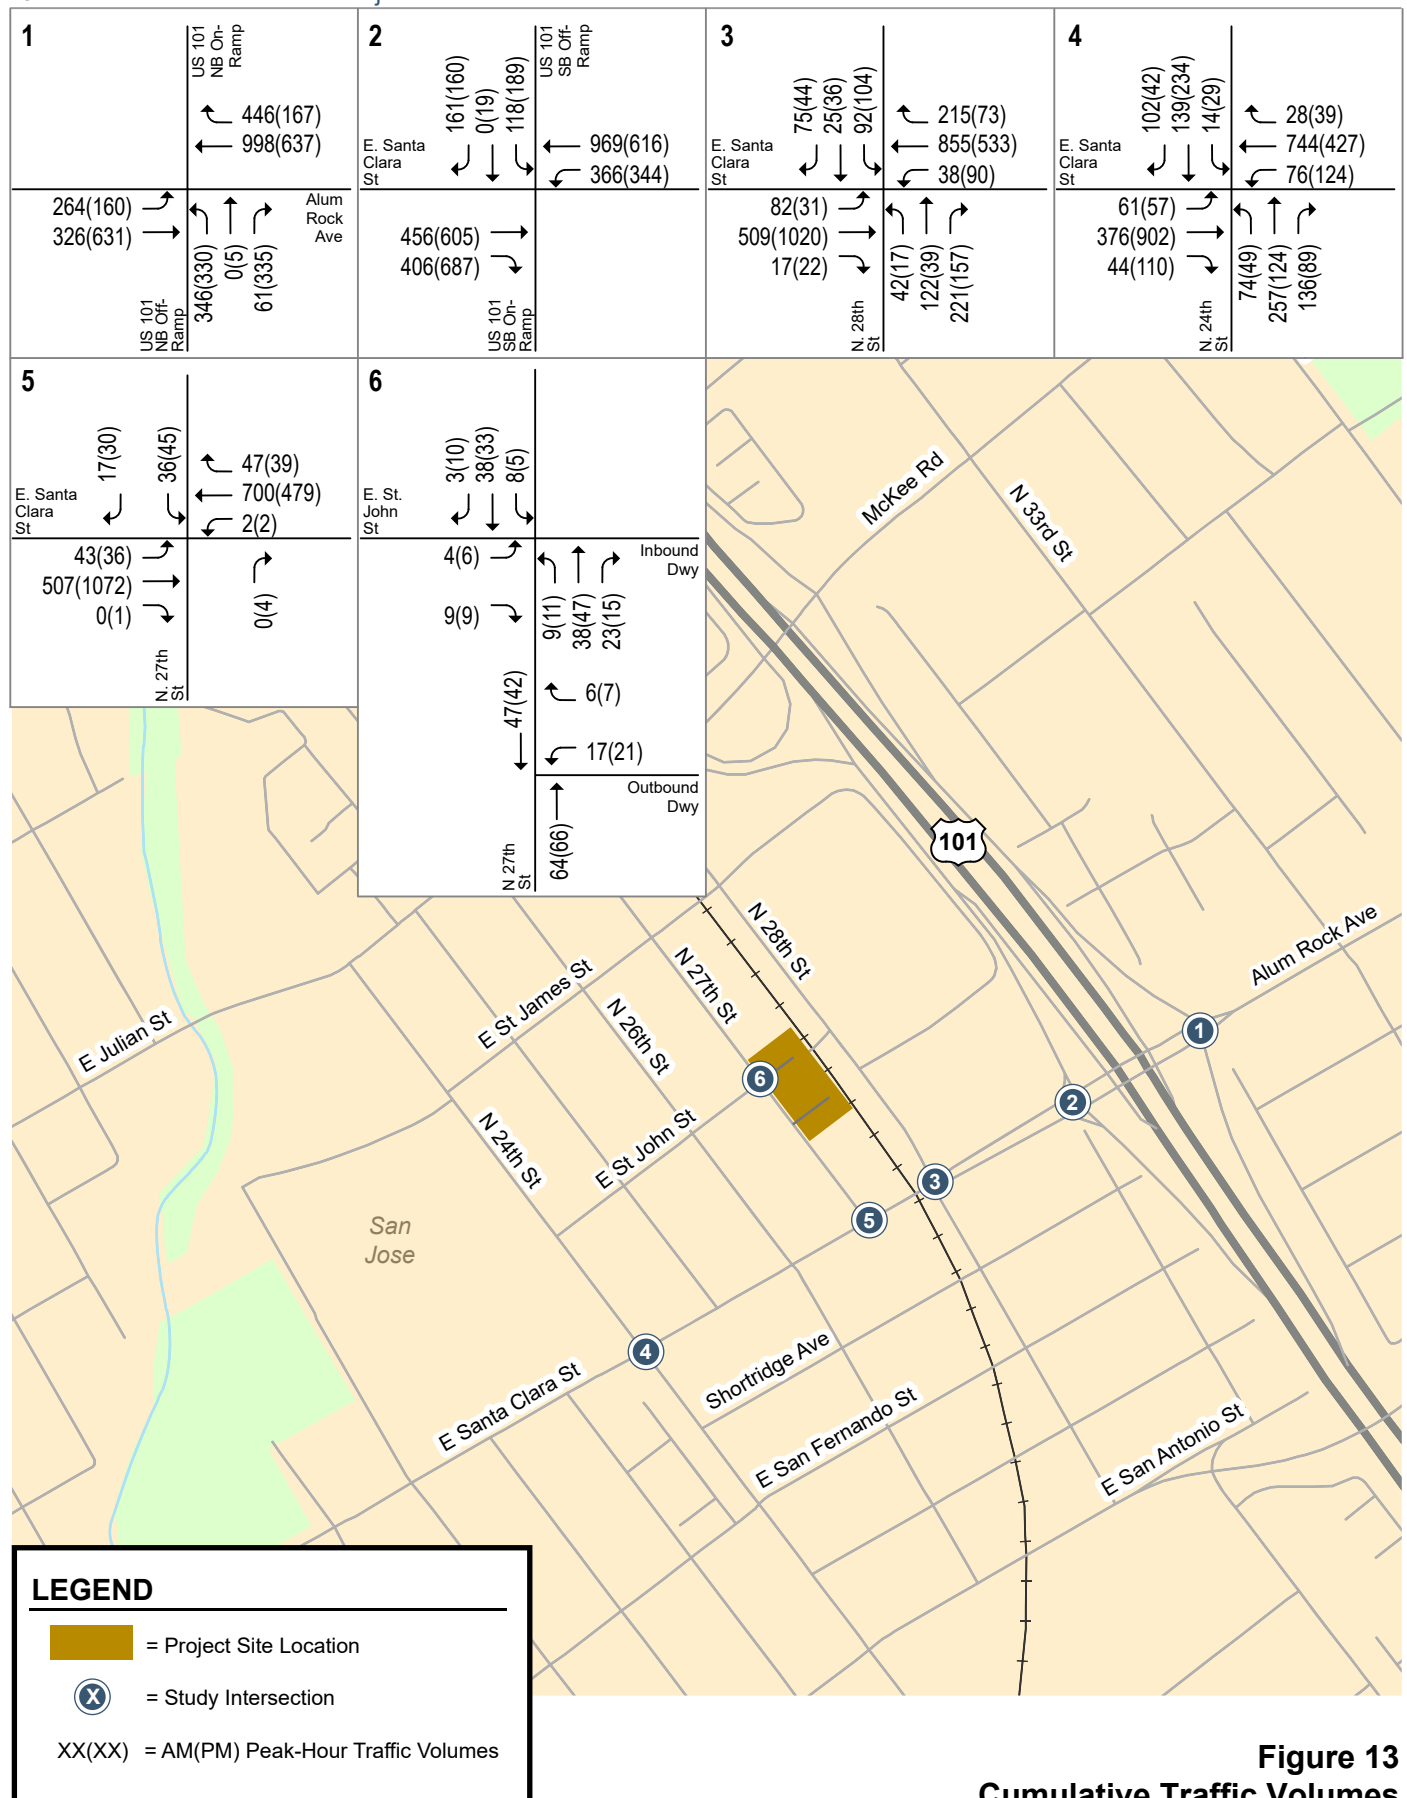 1
US 101
NB On-
Ramp
446(167)
998(637)
264(160)
326(631)
Alum
Rock
Ave
346(330)
0(5)
61(335)
US 101
NB Off-
Ramp
2
161(160)
0(19)
118(189)
US 101
SB Off-
Ramp
E. Santa
Clara
St
969(616)
366(344)
456(605)
406(687)
US 101
SB On-
Ramp
3
75(44)
25(36)
92(104)
E. Santa
Clara
St
215(73)
855(533)
38(90)
82(31)
509(1020)
17(22)
42(17)
122(39)
221(157)
N. 28th
St
4
102(42)
139(234)
14(29)
E. Santa
Clara
St
28(39)
744(427)
76(124)
61(57)
376(902)
44(110)
74(49)
257(124)
136(89)
N. 24th
St
5
17(30)
36(45)
E. Santa
Clara
St
47(39)
700(479)
2(2)
43(36)
507(1072)
0(1)
0(4)
N. 27th
St
6
3(10)
38(33)
8(5)
E. St.
John
St
4(6)
9(9)
Inbound
Dwy
9(11)
38(47)
23(15)
47(42)
6(7)
17(21)
Outbound
Dwy
64(66)
N 27th
St
McKee Rd
N 33rd St
101
Alum Rock Ave
N 28th St
N 27th St
E St James St
N 26th St
E Julian St
1
6
2
N 24th St
E St John St
3
5
San
Jose
4
Shortridge Ave
E Santa Clara St
E San Fernando St
E San Antonio St
LEGEND
= Project Site Location
X = Study Intersection
XX(XX) = AM(PM) Peak-Hour Traffic Volumes
Figure 13
Cumulative Traffic Volumes